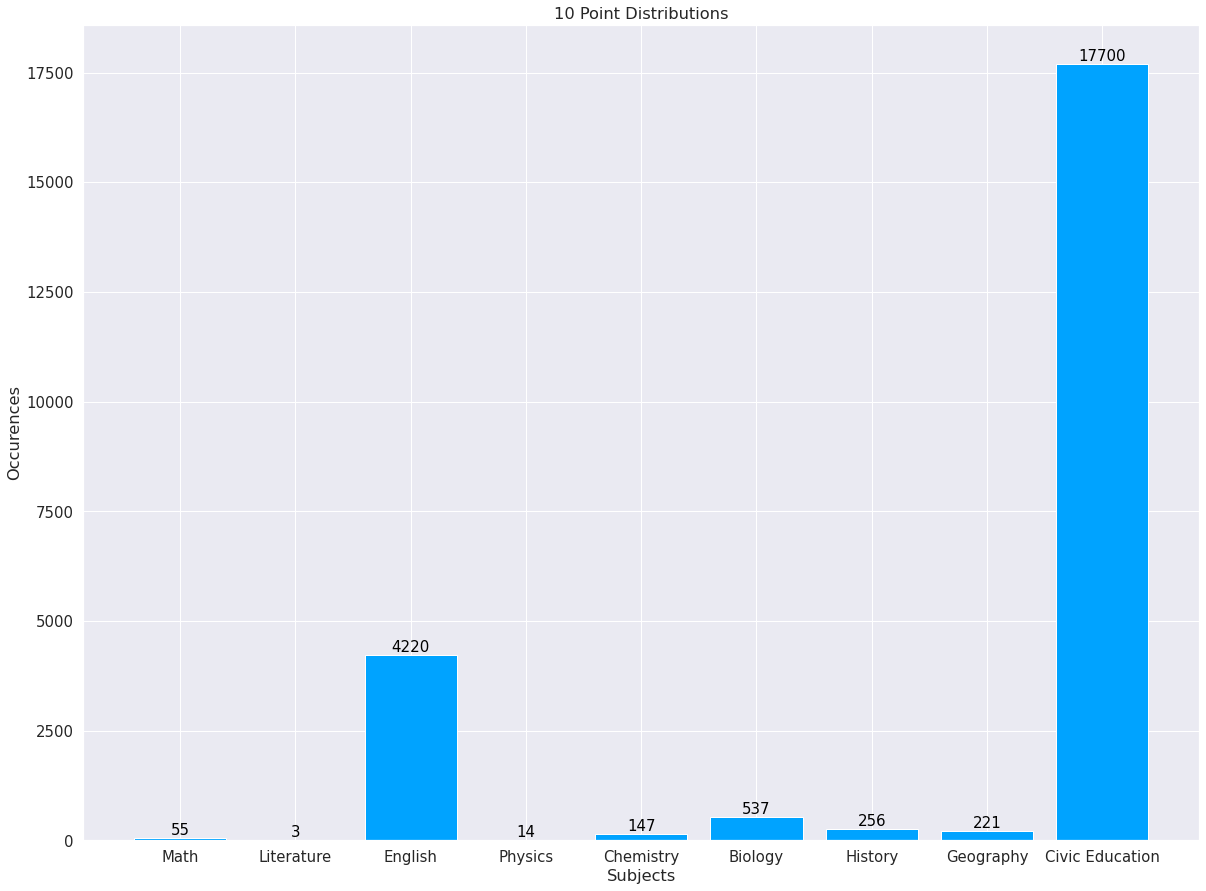 10 Point Distributions
Occurences
17500
15000
12500
10000
7500
5000
2500
0
55
3
4220
14
147
537
256
221
17700
Math
Literature
English
Physics
Chemistry
Biology
History
Geography
Civic Education
Subjects